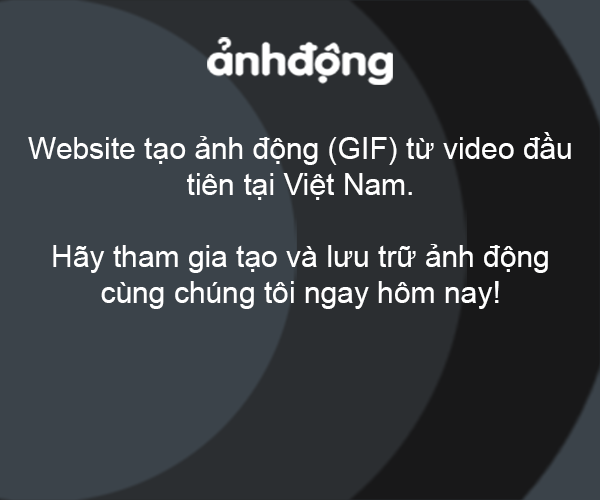 ảnhđộng
Website tạo ảnh động (GIF) từ video đầu
tiên tại Việt Nam.
Hãy tham gia tạo và lưu trữ ảnh động
cùng chúng tôi ngay hôm nay!